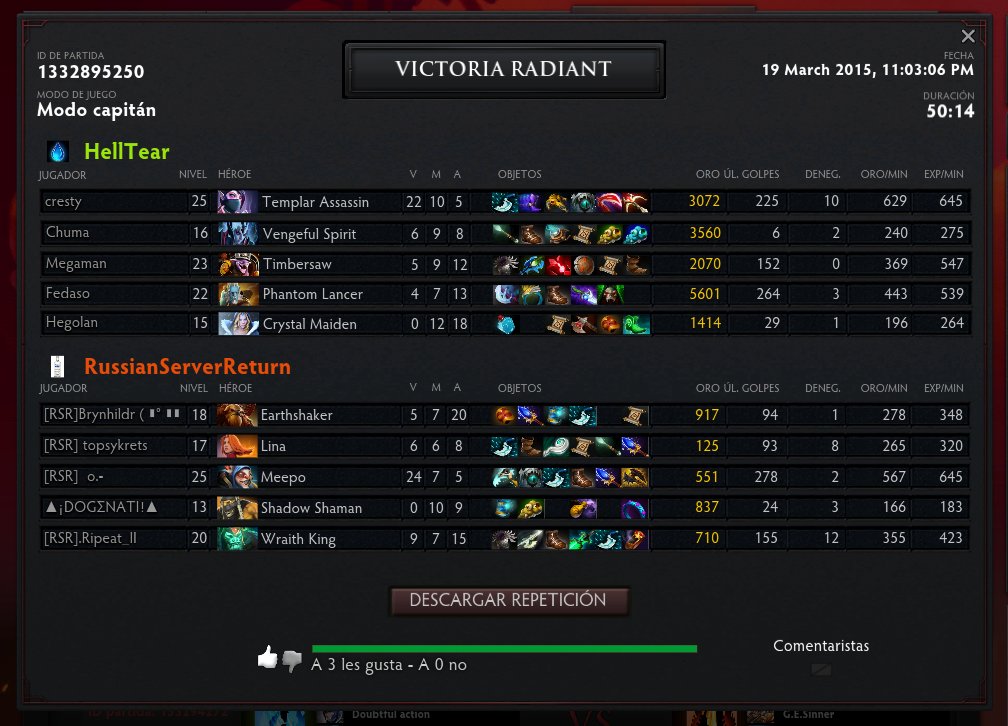 ID DE PARTIDA
1332895250
MODO DE JUEGO
Modo capitán
VICTORIA RADIANT
FECHA
19 March 2015, 11:03:06 PM
DURACIÓN
50:14
HellTear
JUGADOR NIVEL HÉROE V M A OBJETOS ORO ÚL. GOLPES DENEG. ORO/MIN EXP/MIN
cresty 25 Templar Assassin 22 10 5 3072 225 10 629 645
Chuma 16 Vengeful Spirit 6 9 8 3560 6 2 240 275
Megaman 23 Timbersaw 5 9 12 2070 152 0 369 547
Fedaso 22 Phantom Lancer 4 7 13 5601 264 3 443 539
Hegolan 15 Crystal Maiden 0 12 18 1414 29 1 196 264
RussianServerReturn
JUGADOR NIVEL HÉROE V M A OBJETOS ORO ÚL. GOLPES DENEG. ORO/MIN EXP/MIN
[RSR]Brynhildr ( 18 Earthshaker 5 7 20 917 94 1 278 348
[RSR] topsykrets 17 Lina 6 6 8 125 93 8 265 320
[RSR] o.- 25 Meepo 24 7 5 551 278 2 567 645
▲¡DOGΣNATI!▲ 13 Shadow Shaman 0 10 9 837 24 3 166 183
[RSR].Ripeat_II 20 Wraith King 9 7 15 710 155 12 355 423
DESCARGAR REPETICIÓN
A 3 les gusta - A 0 no
Comentaristas
Doubtful action
G.E.Sinner